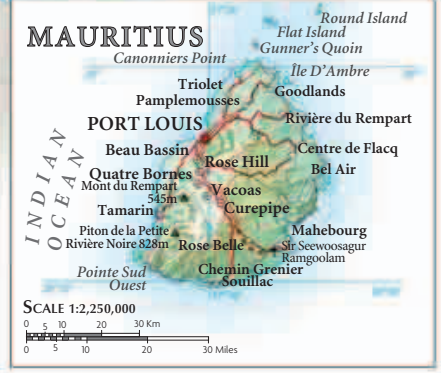 MAURITIUS
Round Island
Flat Island
Gunner's Quoin
Canonniers Point
Île D'Ambre
Triolet
Goodlands
Pamplemousses
PORT LOUIS
Rivière du Rempart
Beau Bassin
Centre de Flacq
Rose Hill
Bel Air
Quatre Bornes
Mont du Rempart
545m
Vacoas
Tamarin
Curepipe
INDIAN
OCEAN
Piton de la Petite
Rivière Noire 828m
Mahebourg
Rose Belle
Sir Seewoosagur
Ramgoolam
Pointe Sud
Ouest
Chemin Grenier
Souillac
SCALE 1:2,250,000
0 5 10 20 30 Km
0 5 10 20 30 Miles